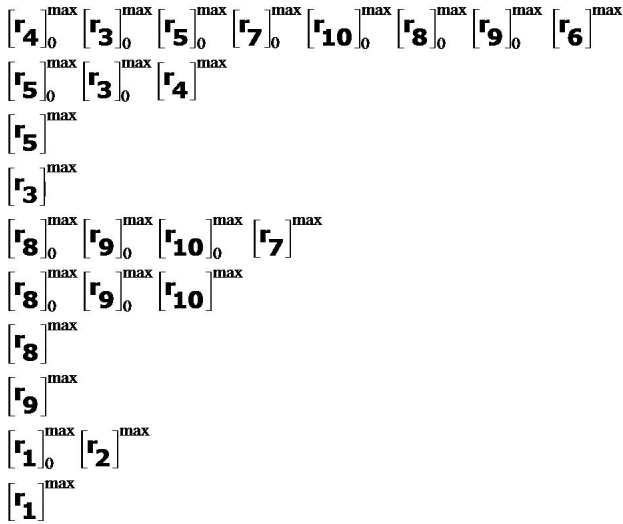 [r₄]₀ᵐᵃˣ [r₃]₀ᵐᵃˣ [r₅]₀ᵐᵃˣ [r₇]₀ᵐᵃˣ [r₁₀]₀ᵐᵃˣ [r₈]₀ᵐᵃˣ [r₉]₀ᵐᵃˣ [r₆]ᵐᵃˣ
[r₅]₀ᵐᵃˣ [r₃]₀ᵐᵃˣ [r₄]ᵐᵃˣ
[r₅]ᵐᵃˣ
[r₃]ᵐᵃˣ
[r₈]₀ᵐᵃˣ [r₉]₀ᵐᵃˣ [r₁₀]₀ᵐᵃˣ [r₇]ᵐᵃˣ
[r₈]₀ᵐᵃˣ [r₉]₀ᵐᵃˣ [r₁₀]ᵐᵃˣ
[r₈]ᵐᵃˣ
[r₉]ᵐᵃˣ
[r₁]₀ᵐᵃˣ [r₂]ᵐᵃˣ
[r₁]ᵐᵃˣ